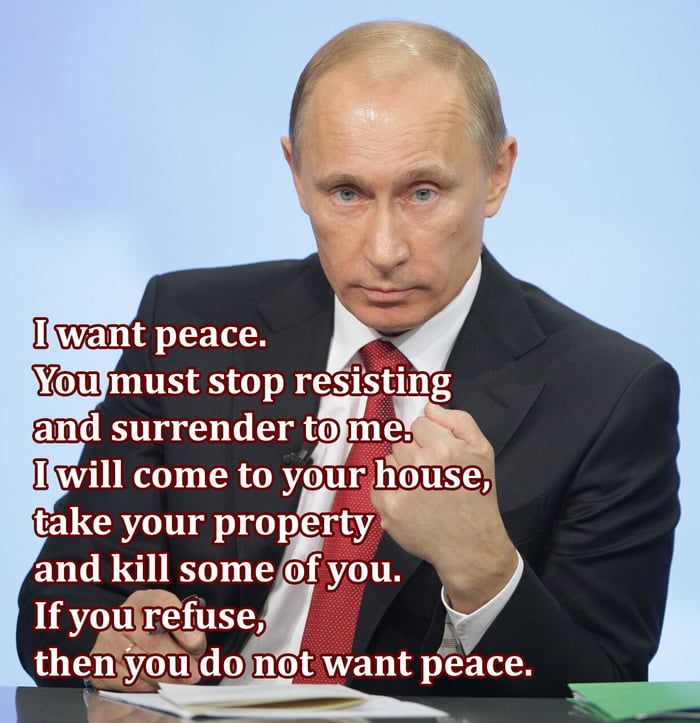 I want peace.
You must stop resisting
and surrender to me.
I will come to your house,
take your property
and kill some of you.
If you refuse,
then you do not want peace.